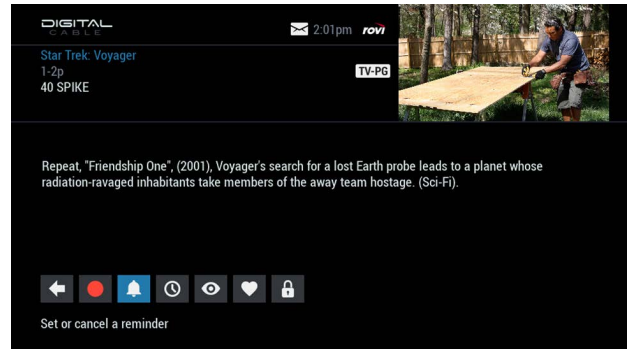 DIGITAL
CABLE
2:01pm rovi
Star Trek: Voyager
1-2p
TV-PG
40 SPIKE
Repeat, "Friendship One", (2001), Voyager's search for a lost Earth probe leads to a planet whose
radiation-ravaged inhabitants take members of the away team hostage. (Sci-Fi).
Set or cancel a reminder